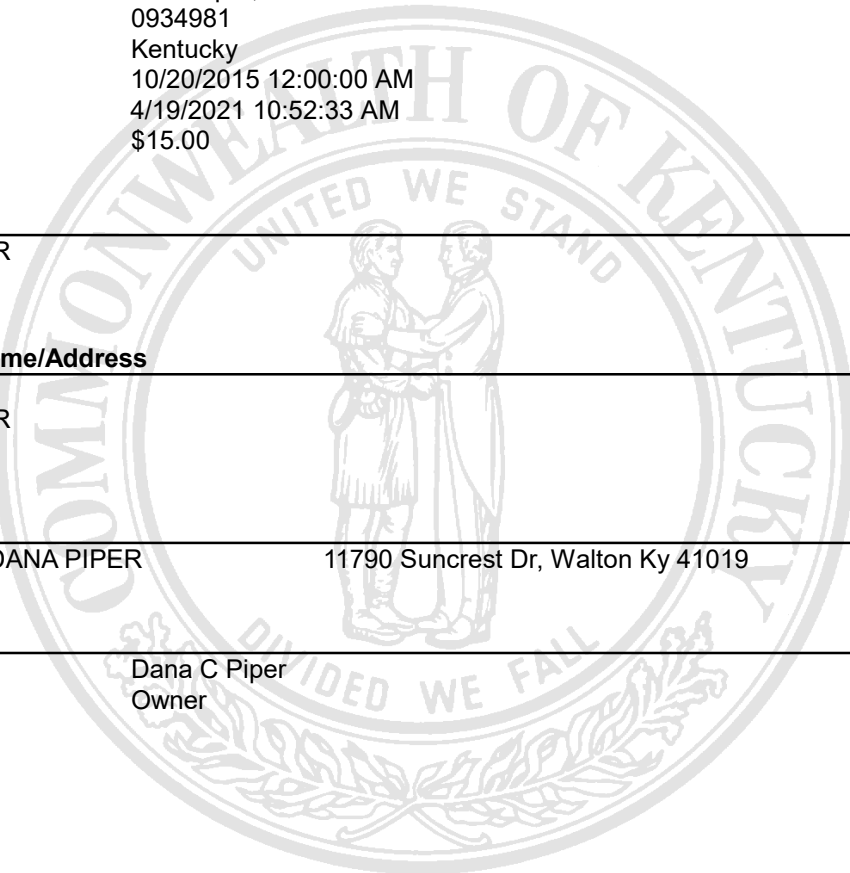 0934981
Kentucky
10/20/2015 12:00:00 AM
4/19/2021 10:52:33 AM
$15.00
R
me/Address
R
DANA PIPER 11790 Suncrest Dr, Walton Ky 41019
Dana C Piper
Owner
COMMONWEALTH OF KENTUCKY
UNITED WE STAND
DIVIDED WE FALL